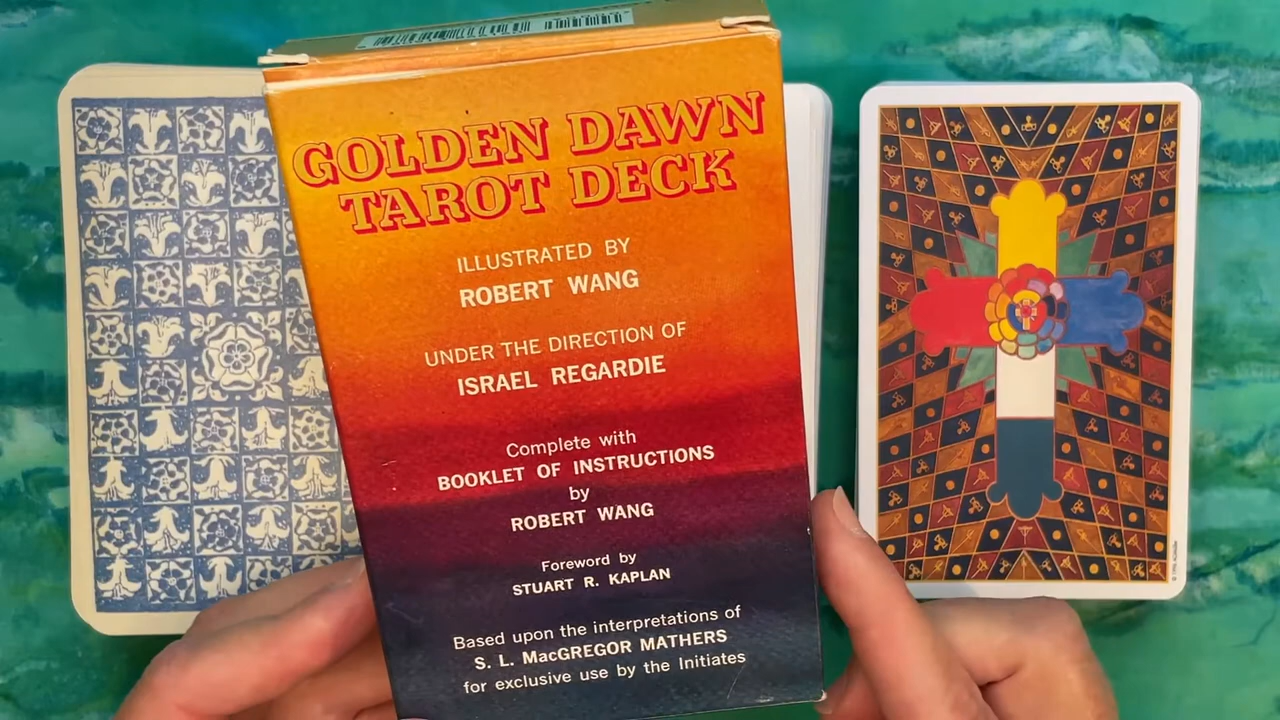 GOLDEN DAWN
TAROT DECK
ILLUSTRATED BY
ROBERT WANG
UNDER THE DIRECTION OF
ISRAEL REGARDIE
Complete with
BOOKLET OF INSTRUCTIONS
by
ROBERT WANG
Foreword by
STUART R. KAPLAN
Based upon the interpretations of
S. L. MacGREGOR MATHERS
for exclusive use by the Initiates